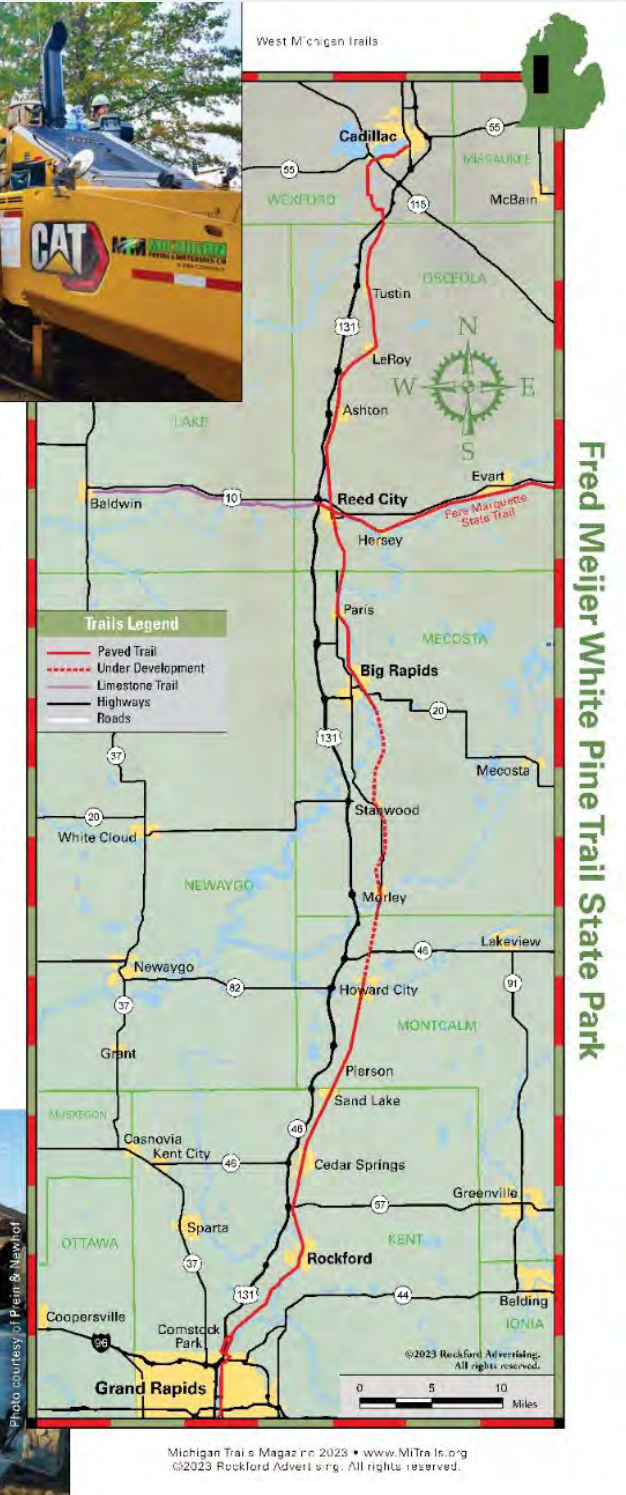 West Michigan Trails
55
Cadillac
55
MISSAUKEE
WEXFORD
McBain
115
CAT
MICHIGAN
OSCEOLA
Tustin
131
N
LeRoy
W
E
Ashton
S
LAKE
Evart
10
Reed City
Baldwin
Pere Marquette
State Trail
Hersey
Fred Meijer White Pine Trail State Park
Trails Legend
Paved Trail
Under Development
Limestone Trail
Highways
Roads
Paris
MECOSTA
Big Rapids
20
131
37
Mecosta
Stanwood
20
White Cloud
NEWAYGO
Morley
46
Lakeview
Newaygo
82
Howard City
91
37
MONTCALM
Grant
Pierson
Sand Lake
MUSKEGON
46
Casnovia
Kent City
46
Cedar Springs
Greenville
57
Sparta
OTTAWA
KENT
Rockford
37
131
44
Belding
Coopersville
IONIA
Comstock
Park
96
©2023 Rockford Advertising.
All rights reserved.
Grand Rapids
0 5 10
Miles
Photo courtesy of Prein & Newhof
Michigan Trails Magazine 2023 • www.MiTrails.org
©2023 Rockford Advertising. All rights reserved.